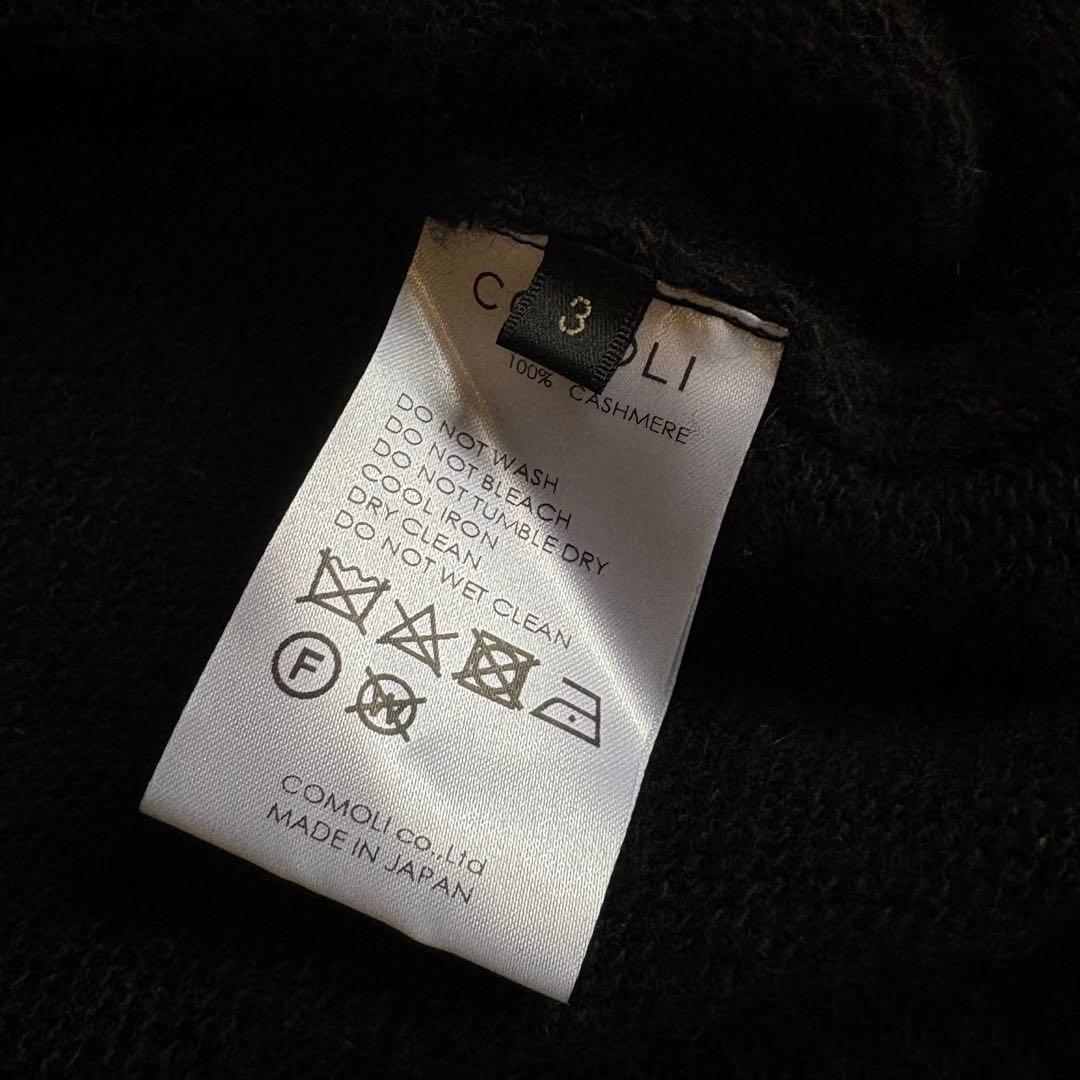 3
COMOLI
100% CASHMERE
DO NOT WASH
DO NOT BLEACH
DO NOT TUMBLE DRY
COOL IRON
DRY CLEAN
DO NOT WET CLEAN
F
W
COMOLI co.,Ltd
MADE IN JAPAN